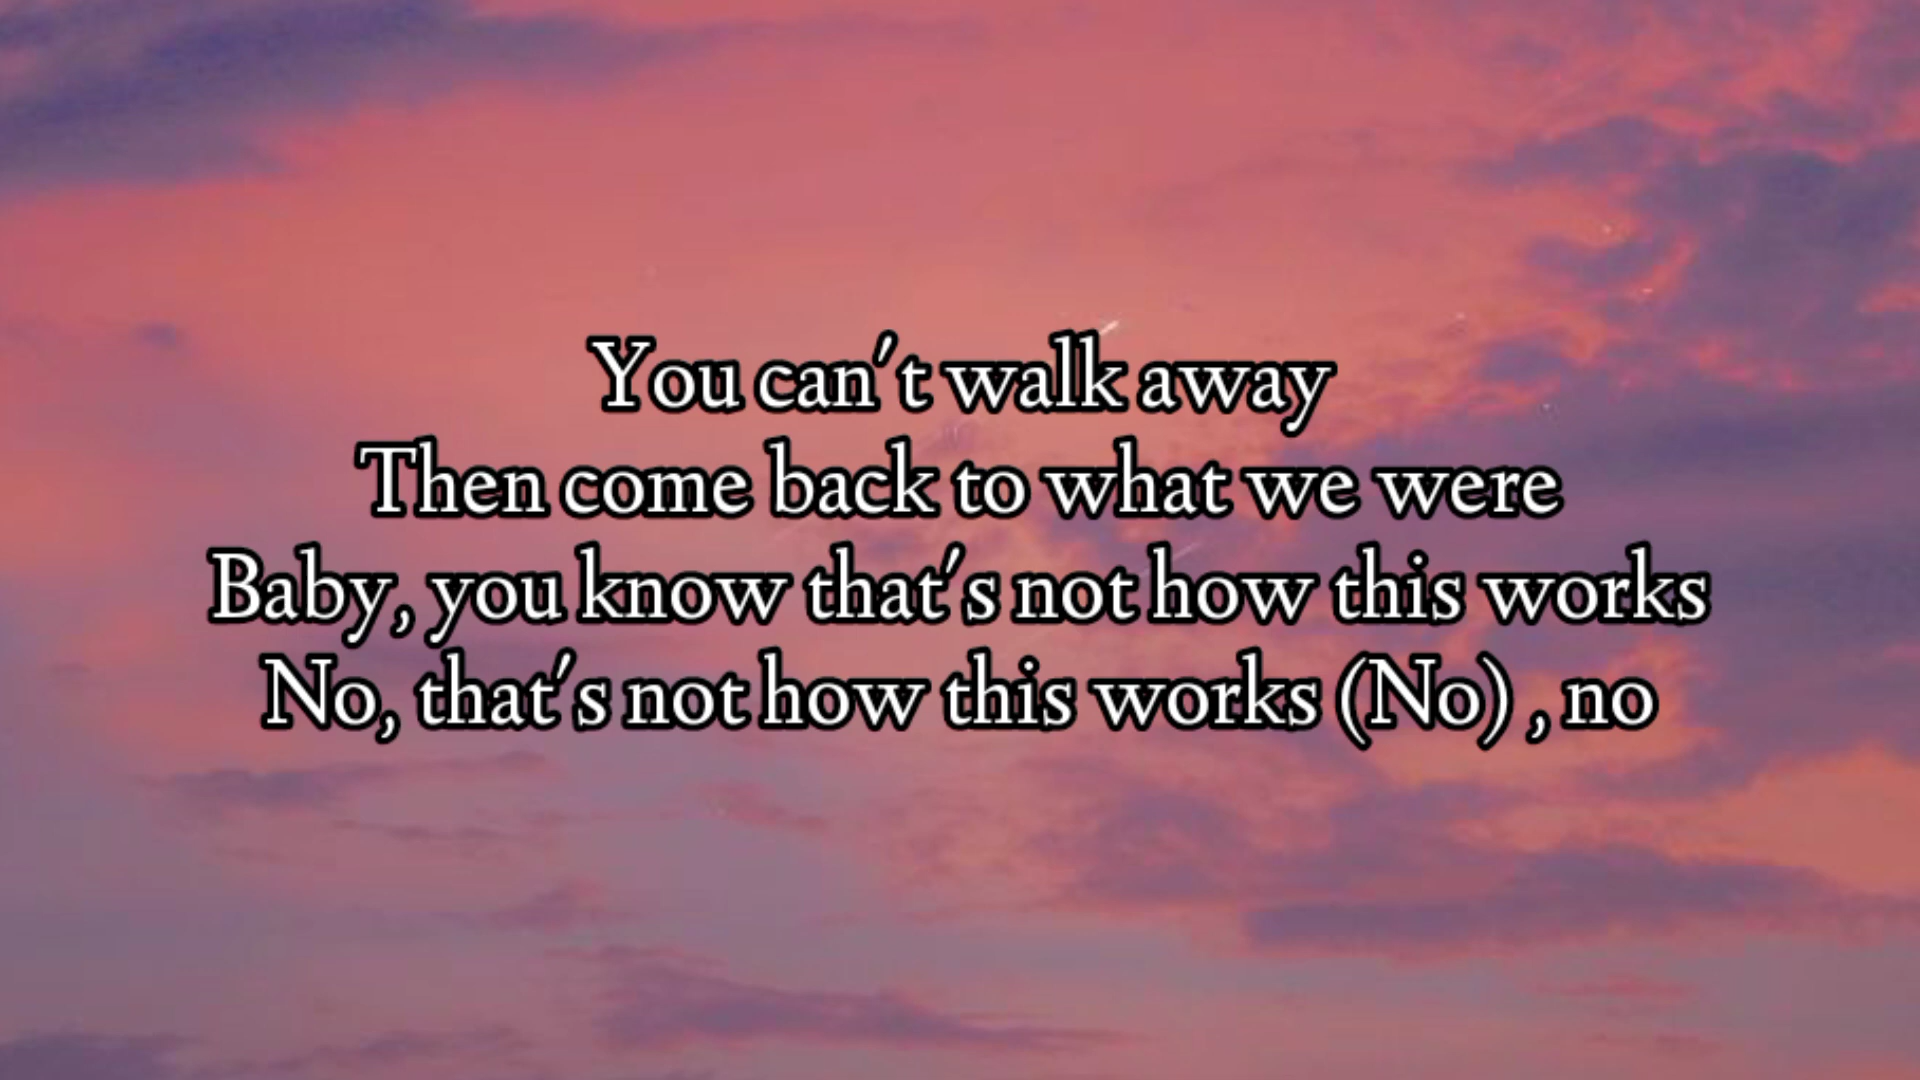 You can't walk away
Then come back to what we were
Baby, you know that's not how this works
No, that's not how this works (No) , no